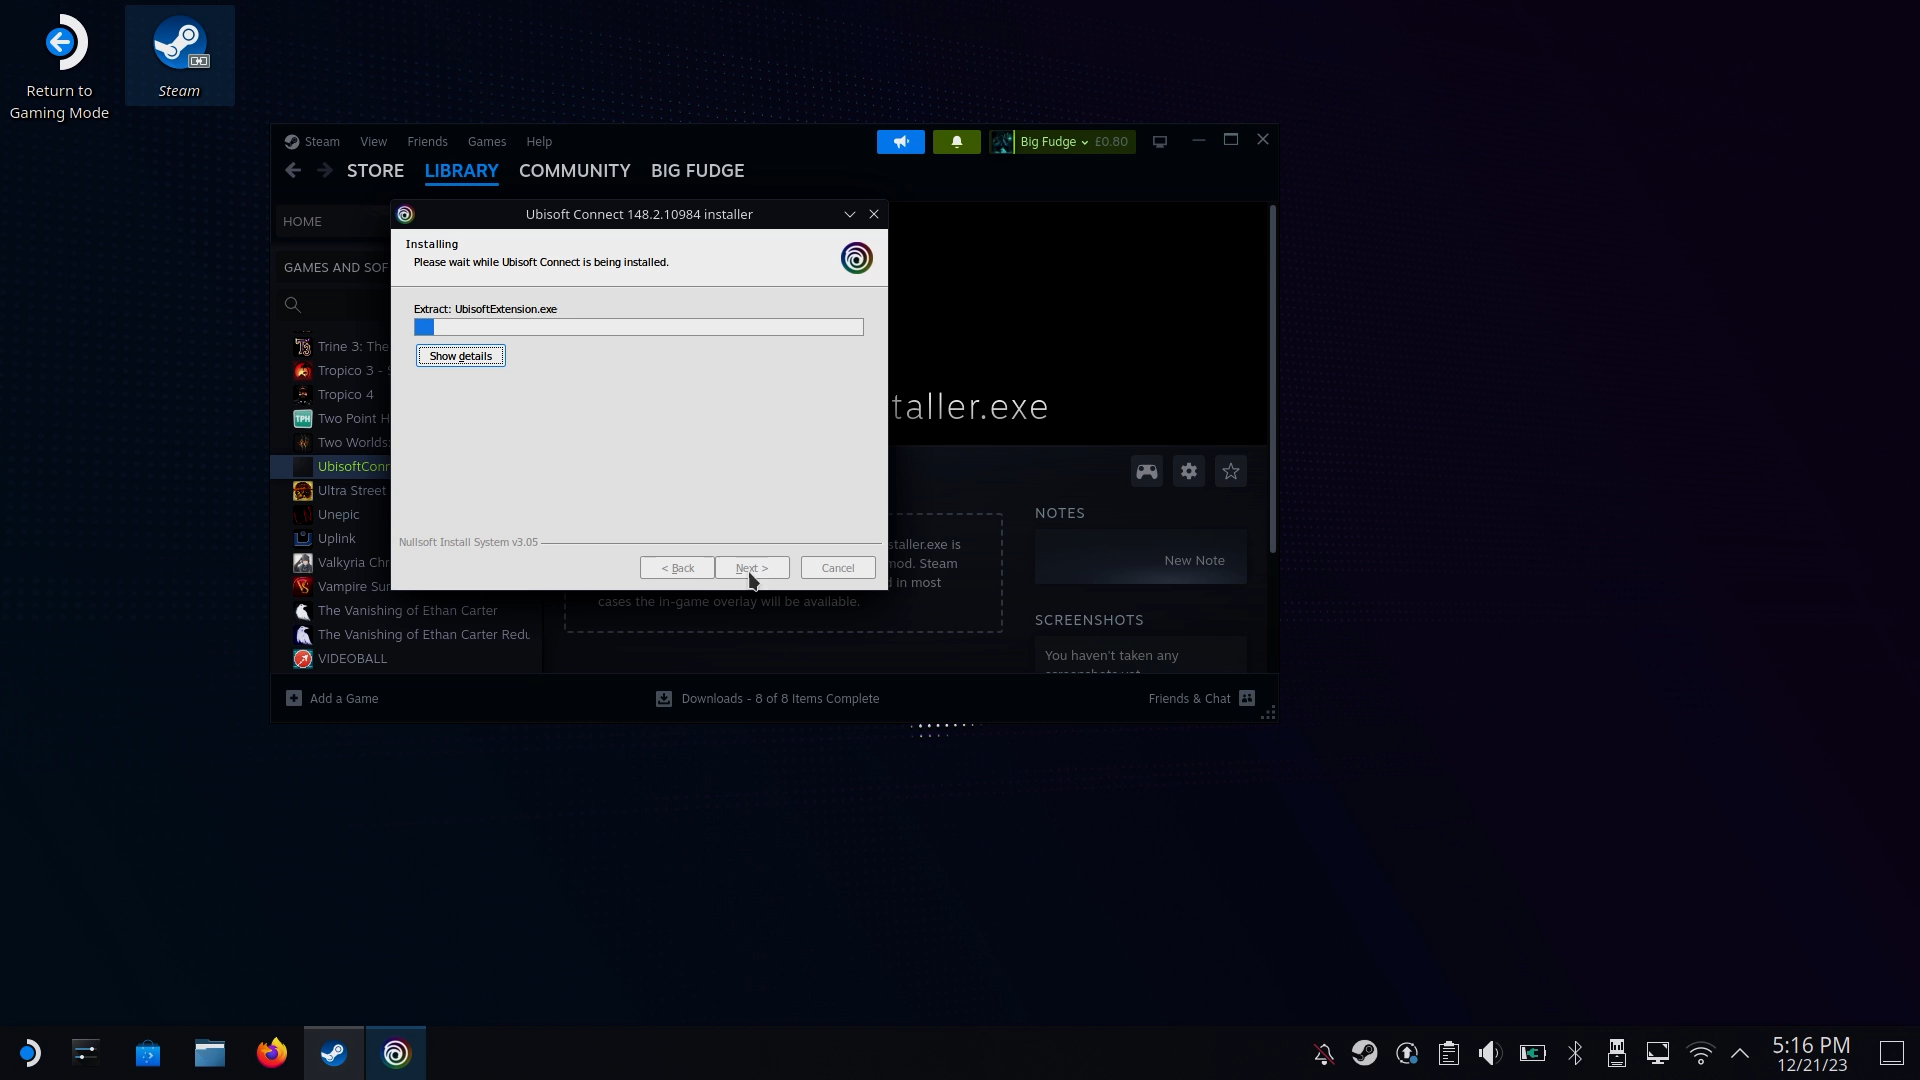 Return to
Gaming Mode
Steam
Steam View Friends Games Help
Big Fudge £0.80
STORE LIBRARY COMMUNITY BIG FUDGE
HOME
GAMES AND SOF
Trine 3: The
Tropico 3 -
Tropico 4
TPH Two Point H
Two Worlds:
UbisoftConn
Ultra Street
Unepic
Uplink
Valkyria Chr
Vampire Sur
The Vanishing of Ethan Carter
The Vanishing of Ethan Carter Redu
VIDEOBALL
Ubisoft Connect 148.2.10984 installer
Installing
Please wait while Ubisoft Connect is being installed.
Extract: UbisoftExtension.exe
Show details
Nullsoft Install System v3.05
< Back Next > Cancel
taller.exe
staller.exe is
mod. Steam
d in most
cases the in-game overlay will be available.
NOTES
New Note
SCREENSHOTS
You haven't taken any
screenshots yet
Add a Game
Downloads - 8 of 8 Items Complete
Friends & Chat
5:16 PM
12/21/23